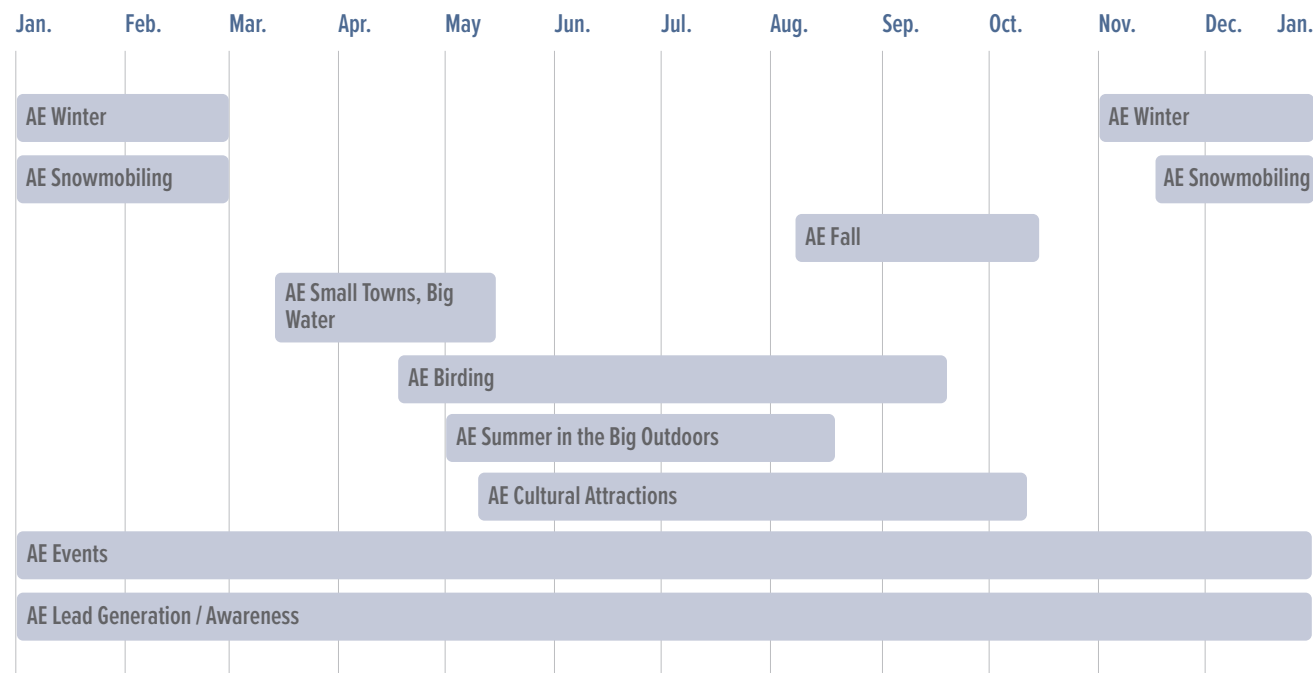 Jan. Feb. Mar. Apr. May Jun. Jul. Aug. Sep. Oct. Nov. Dec. Jan.
AE Winter AE Winter
AE Snowmobiling AE Snowmobiling
AE Fall
AE Small Towns, Big
Water
AE Birding
AE Summer in the Big Outdoors
AE Cultural Attractions
AE Events
AE Lead Generation / Awareness